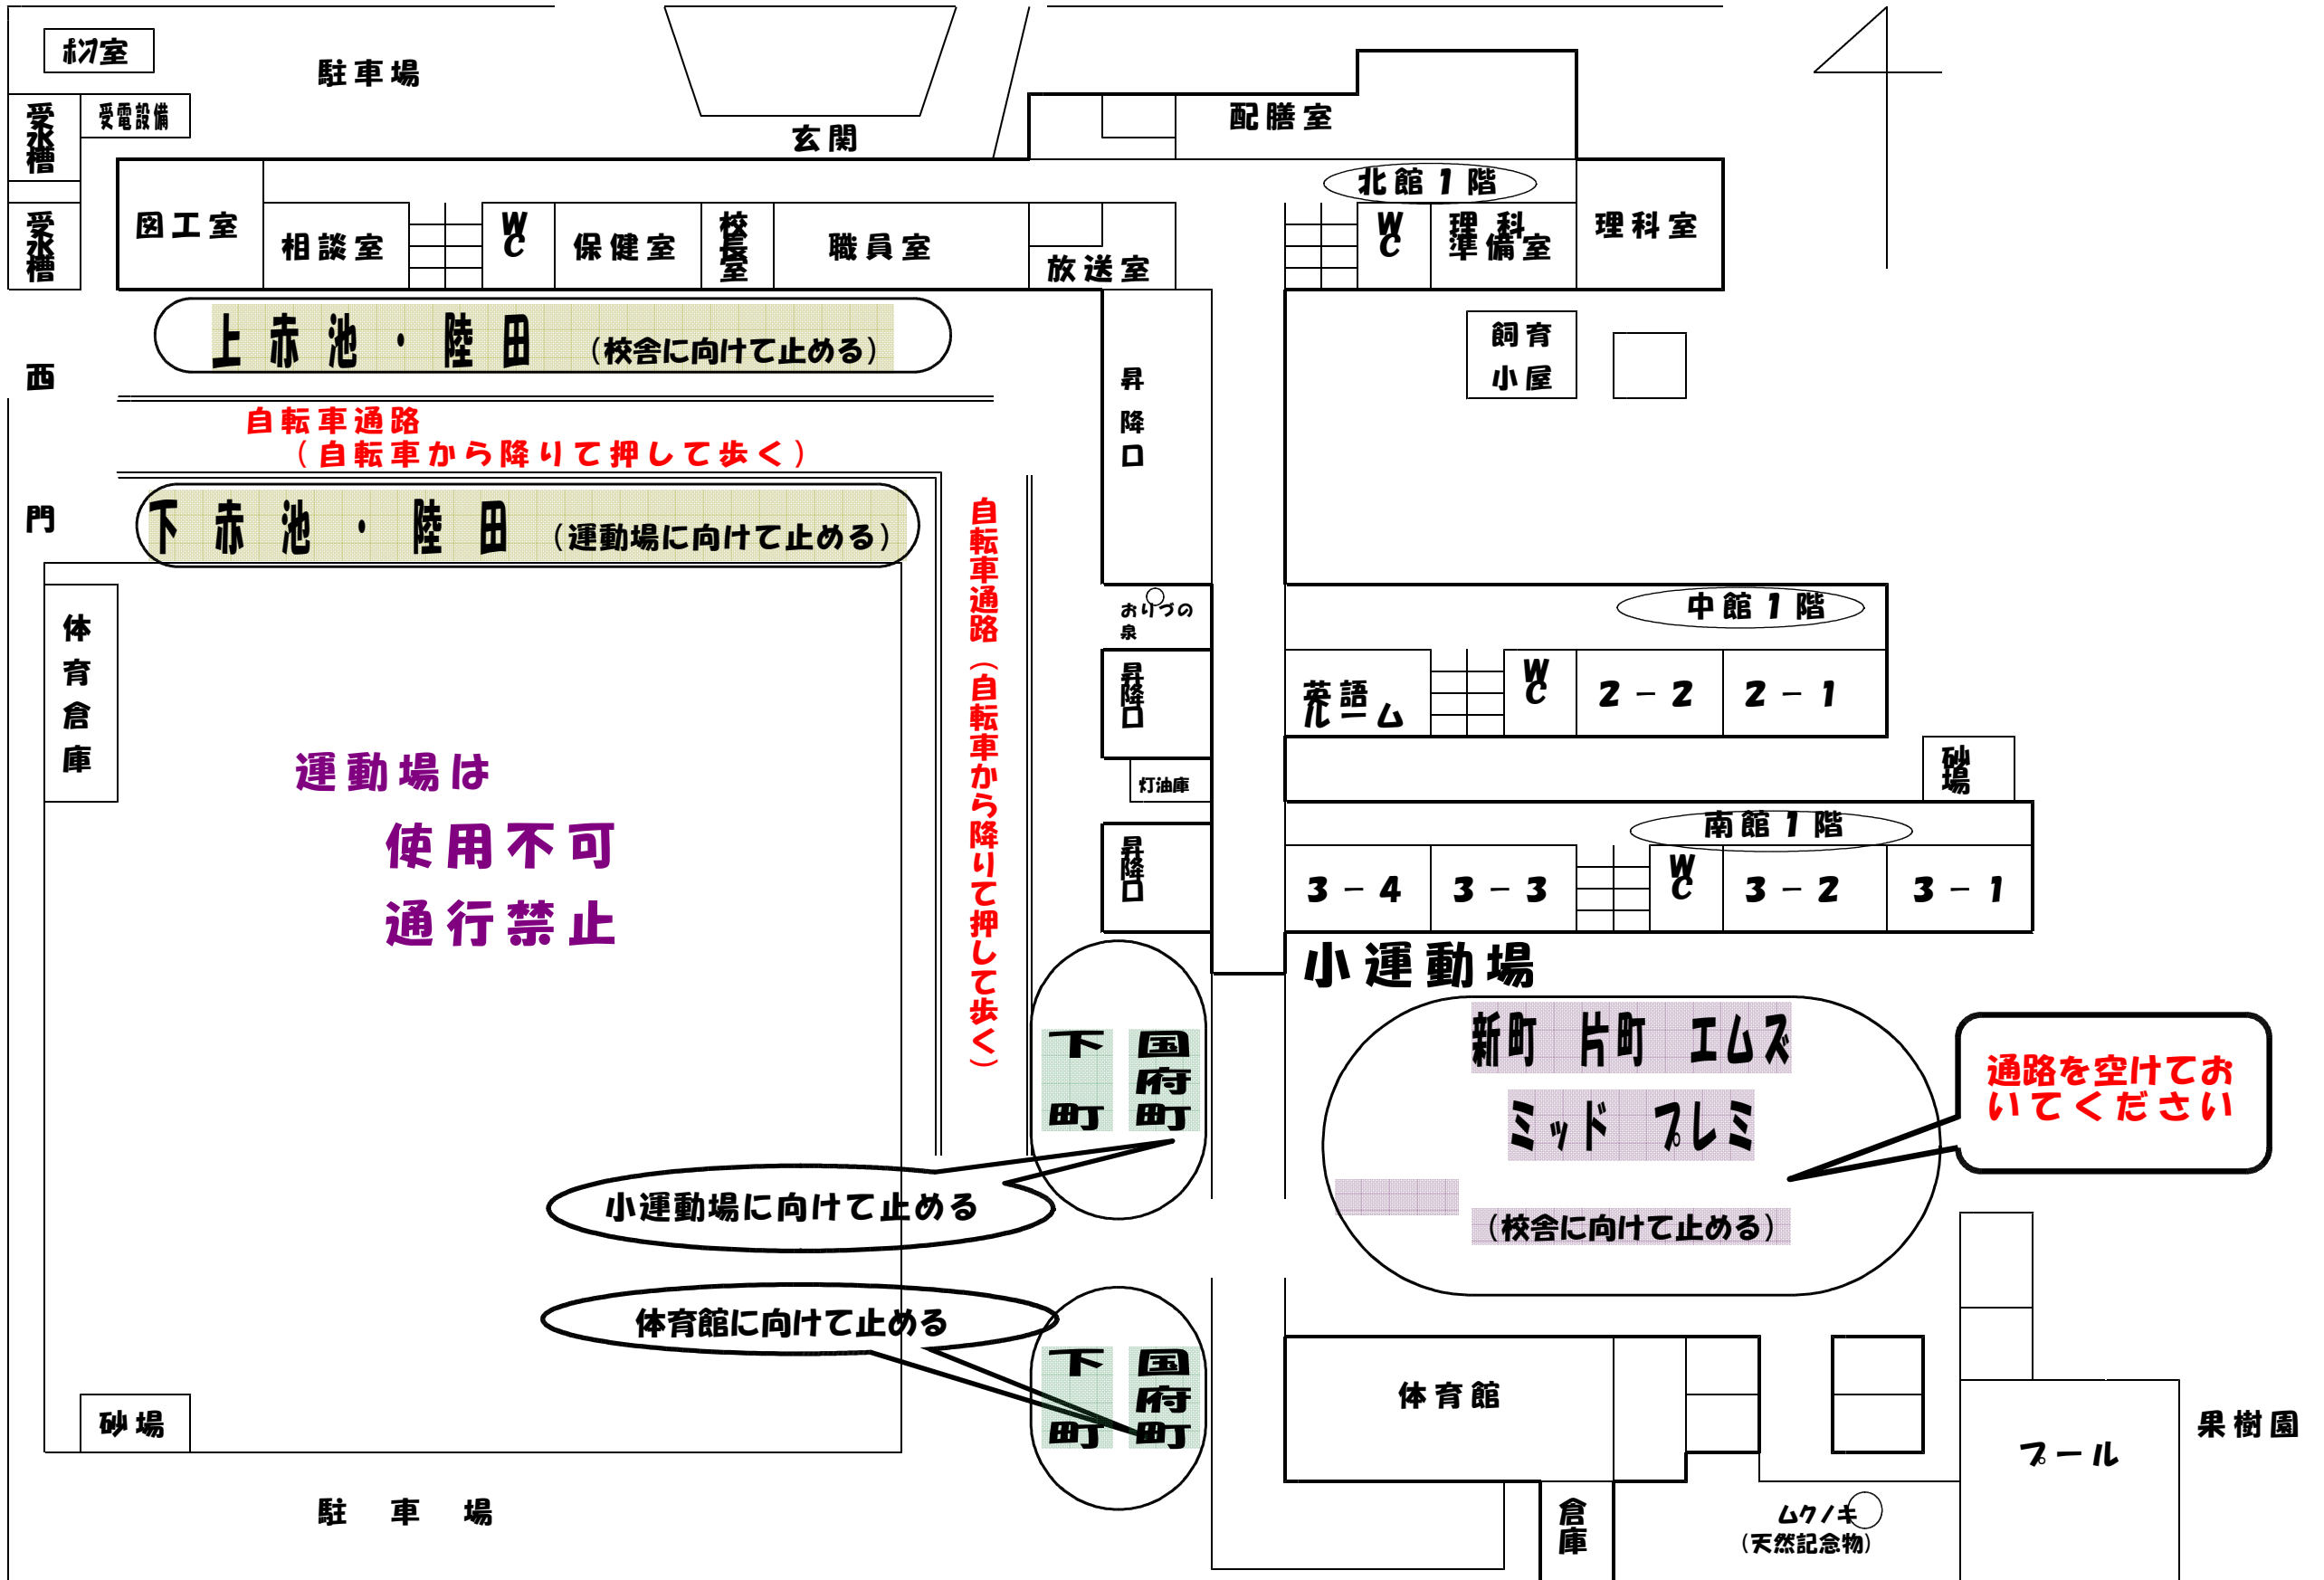 ﾎﾟﾝﾌﾟ室
駐車場
受水槽
受電設備
玄関
配膳室
北館１階
受水槽
図工室
相談室
WC
保健室
校長室
職員室
放送室
WC
理科
準備室
理科室
上赤池・陸田　（校舎に向けて止める）
飼育
小屋
西
門
昇降口
自転車通路
（自転車から降りて押して歩く）
下赤池・陸田（運動場に向けて止める）
自転車通路（自転車から降りて押して歩く）
体育倉庫
おりづの
泉
中館１階
昇降口
英語
ルーム
WC
２－２
２－１
砂場
灯油庫
運動場は
使用不可
通行禁止
南館１階
昇降口
３－４
３－３
WC
３－２
３－１
小運動場
新町　片町　エムズ
ミッド　プレミ
（校舎に向けて止める）
通路を空けてお
いてください
国府町
下町
小運動場に向けて止める
体育館に向けて止める
国府町
下町
体育館
砂場
プール
果樹園
駐車場
倉庫
ムクノキ
（天然記念物）